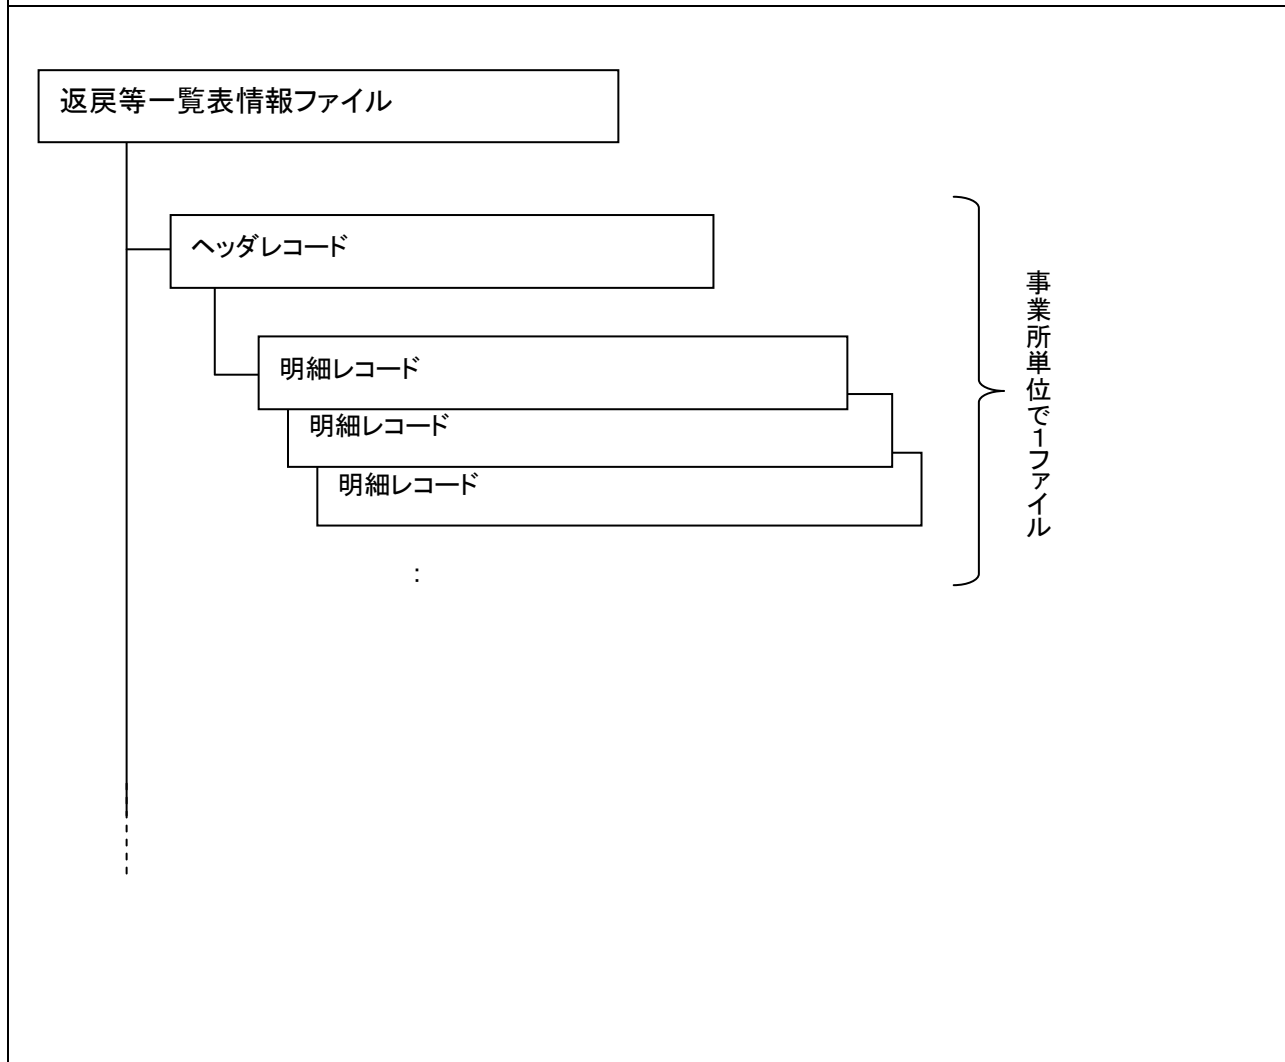 返戻等一覧表情報ファイル
ヘッダレコード
明細レコード
明細レコード
明細レコード
:
事業所単位で1ファイル